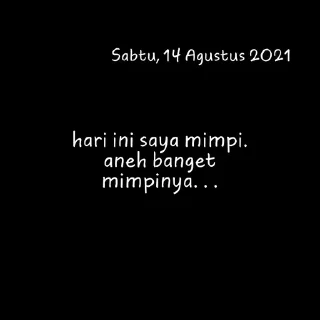 Sabtu, 14 Agustus 2021
hari ini saya mimpi.
aneh banget
mimpinya. . .